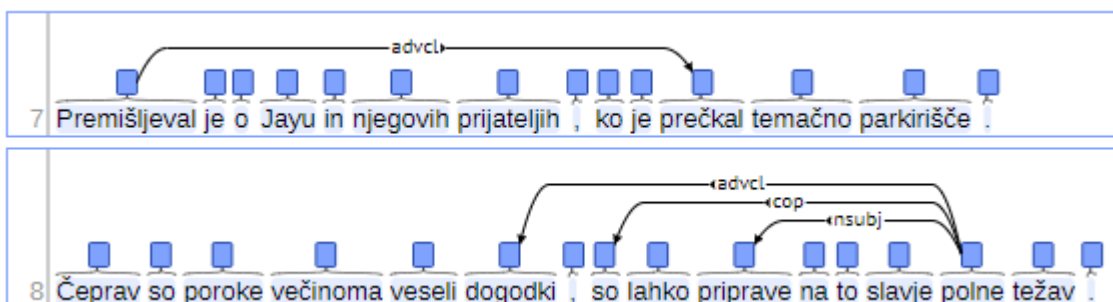 advcl
7 Premišljeval je o Jayu in njegovih prijateljih , ko je prečkal temačno parkirišče .
advcl
cop
nsubj
8 Čeprav so poroke večinoma veseli dogodki , so lahko priprave na to slavje polne težav .